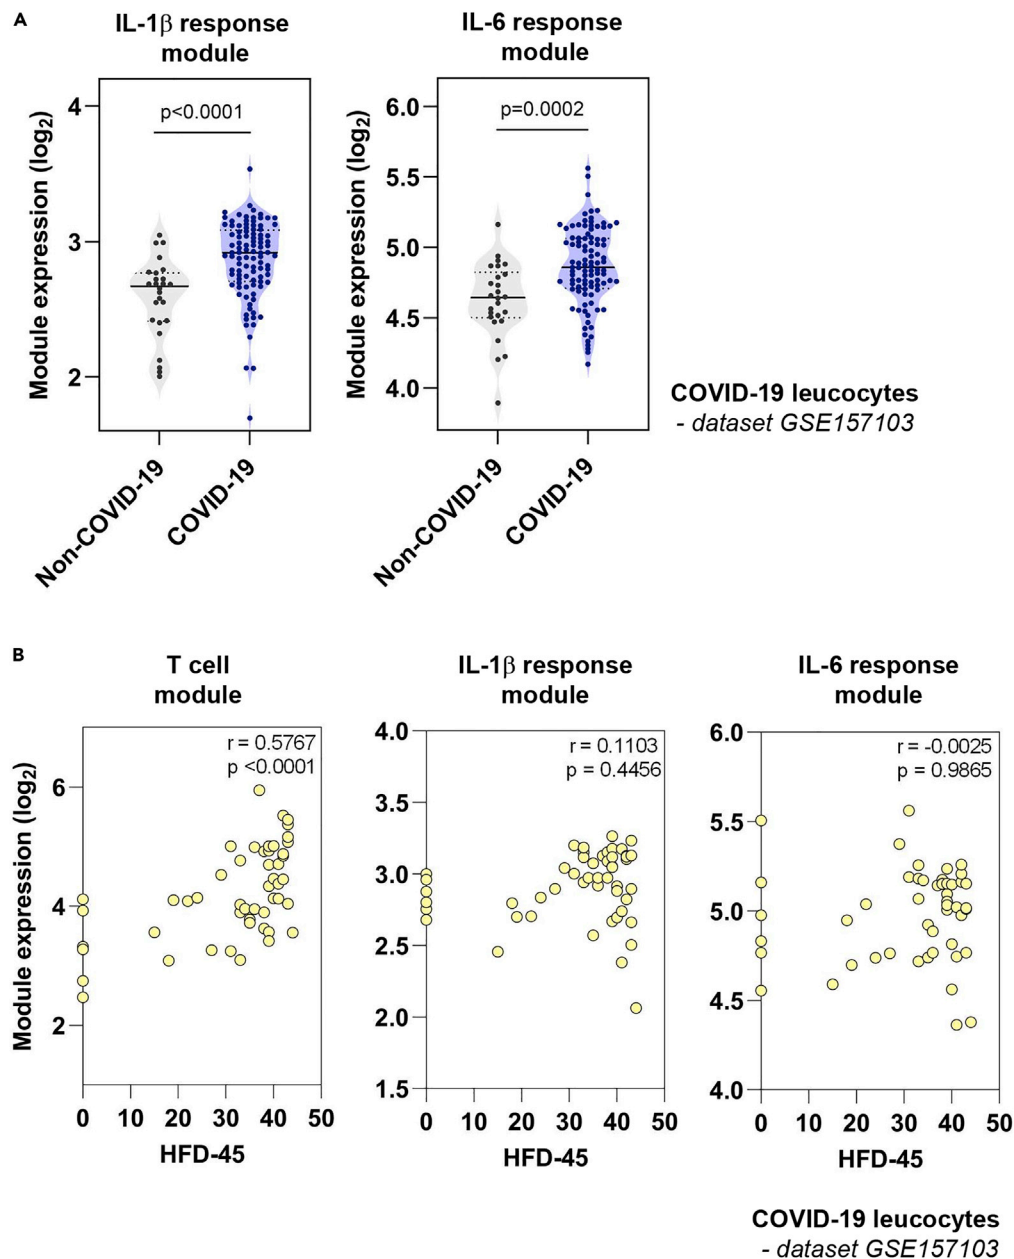 A
IL-1β response
module
IL-6 response
module
Module expression (log2)
4
3
2
p<0.0001
Non-COVID-19
COVID-19
Module expression (log2)
6.0
5.5
5.0
4.5
4.0
p=0.0002
Non-COVID-19
COVID-19
COVID-19 leucocytes
- dataset GSE157103
B
T cell
module
Module expression (log2)
6
4
2
r = 0.5767
p <0.0001
0 10 20 30 40 50
HFD-45
IL-1β response
module
4.0
3.5
3.0
2.5
2.0
1.5
r = 0.1103
p = 0.4456
0 10 20 30 40 50
HFD-45
IL-6 response
module
6.0
5.5
5.0
4.5
4.0
r = -0.0025
p = 0.9865
0 10 20 30 40 50
HFD-45
COVID-19 leucocytes
- dataset GSE157103